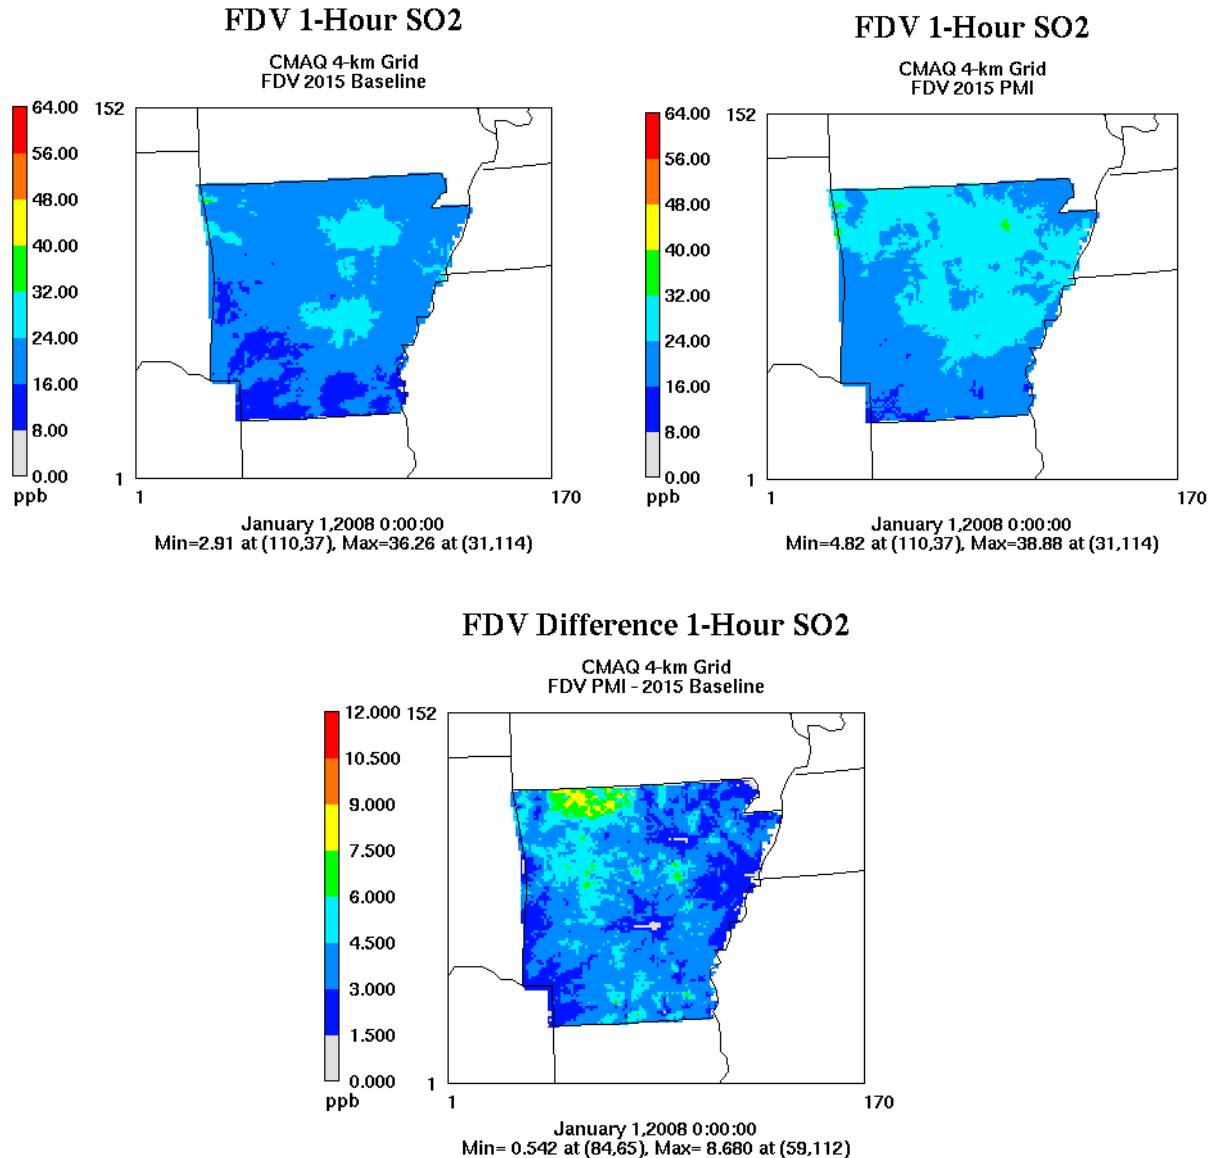 FDV 1-Hour SO2
CMAQ 4-km Grid
FDV 2015 Baseline
64.00
56.00
48.00
40.00
32.00
24.00
16.00
8.00
0.00
ppb
152
1
1
170
January 1,2008 0:00:00
Min=2.91 at (110,37), Max=36.26 at (31,114)
FDV 1-Hour SO2
CMAQ 4-km Grid
FDV 2015 PMI
64.00
56.00
48.00
40.00
32.00
24.00
16.00
8.00
0.00
ppb
152
1
1
170
January 1,2008 0:00:00
Min=4.82 at (110,37), Max=38.88 at (31,114)
FDV Difference 1-Hour SO2
CMAQ 4-km Grid
FDV PMI - 2015 Baseline
12.000
10.500
9.000
7.500
6.000
4.500
3.000
1.500
0.000
ppb
152
1
1
170
January 1,2008 0:00:00
Min= 0.542 at (84,65), Max= 8.680 at (59,112)